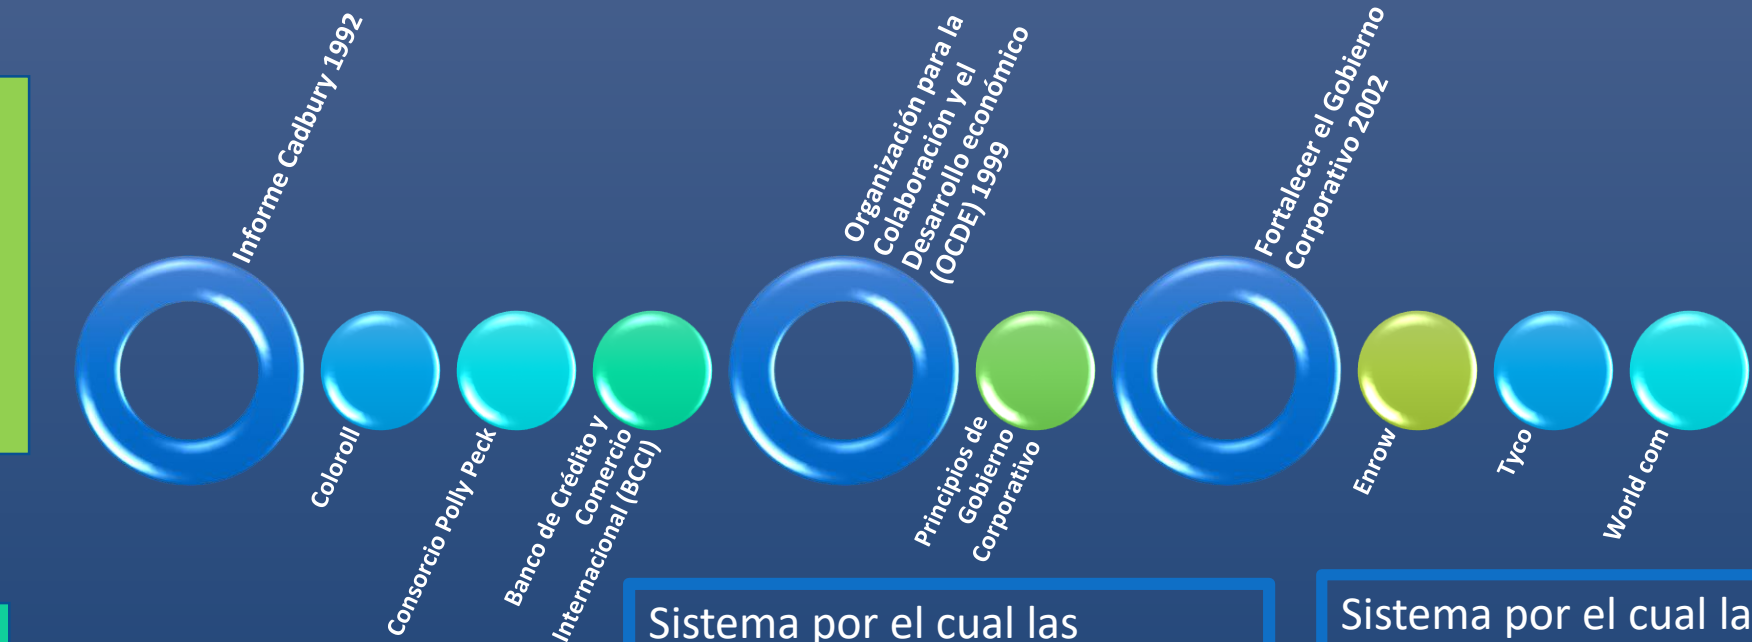 Informe Cadbury 1992
Coloroll
Consorcio Polly Peck
Banco de Crédito y
Comercio
Internacional (BCCI)
Organización para la
Colaboración y el
Desarrollo económico
(OCDE) 1999
Principios de
Gobierno
Corporativo
Fortalecer el Gobierno
Corporativo 2002
Enrow
Tyco
World com
Sistema por el cual las
Sistema por el cual la